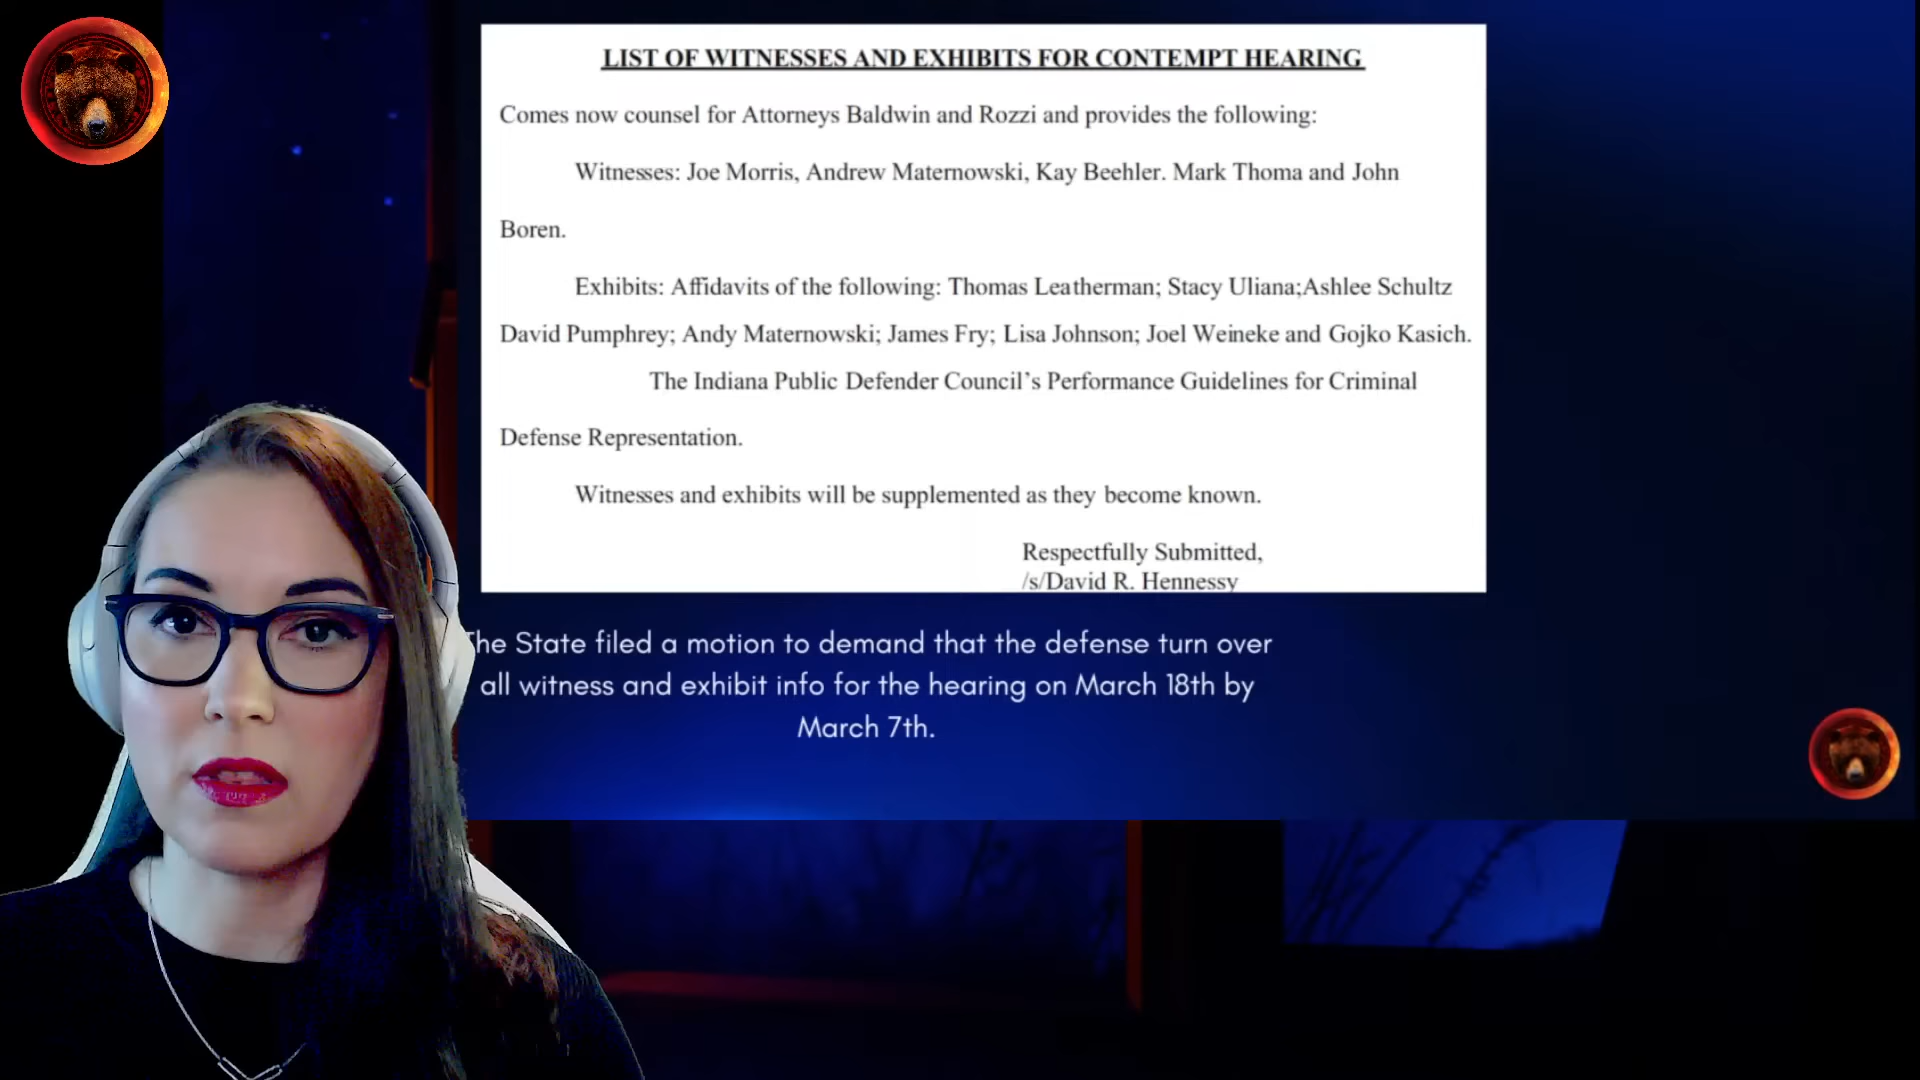 LIST OF WITNESSES AND EXHIBITS FOR CONTEMPT HEARING
Comes now counsel for Attorneys Baldwin and Rozzi and provides the following:
Witnesses: Joe Morris, Andrew Maternowski, Kay Beehler. Mark Thoma and John
Boren.
Exhibits: Affidavits of the following: Thomas Leatherman; Stacy Uliana;Ashlee Schultz
David Pumphrey; Andy Maternowski; James Fry; Lisa Johnson; Joel Weineke and Gojko Kasich.
The Indiana Public Defender Council’s Performance Guidelines for Criminal
Defense Representation.
Witnesses and exhibits will be supplemented as they become known.
Respectfully Submitted,
/s/David R. Hennessy
The State filed a motion to demand that the defense turn over
all witness and exhibit info for the hearing on March 18th by
March 7th.